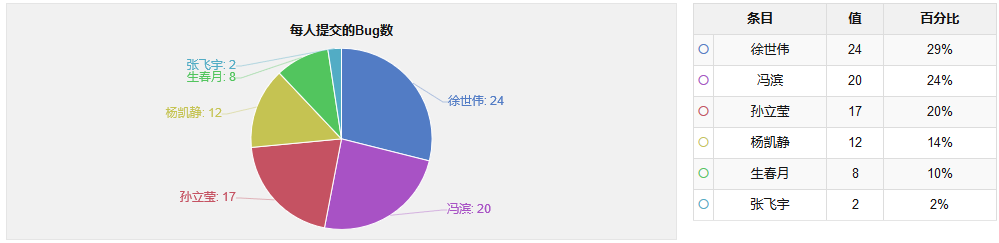 每人提交的Bug数
张飞宇: 2
生春月: 8
徐世伟: 24
杨凯静: 12
孙立莹: 17
冯滨: 20
条目 值 百分比
徐世伟 24 29%
冯滨 20 24%
孙立莹 17 20%
杨凯静 12 14%
生春月 8 10%
张飞宇 2 2%